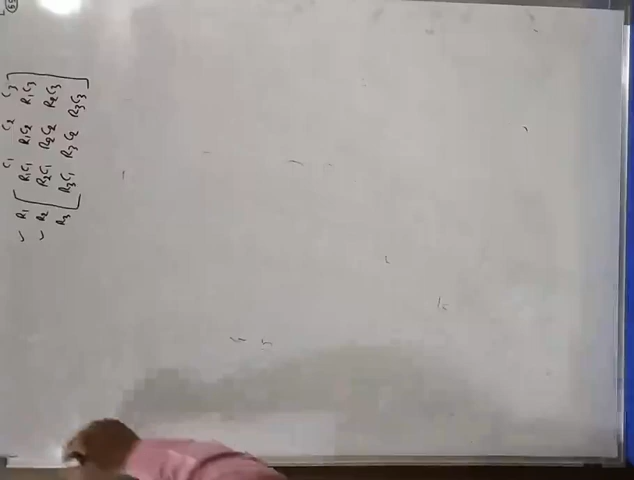 C1 C2 C3
✓ R1 [ R1C1 R1C2 R1C3 ]
✓ R2 R2C1 R2C2 R2C3
R3 R3C1 R3C2 R3C3